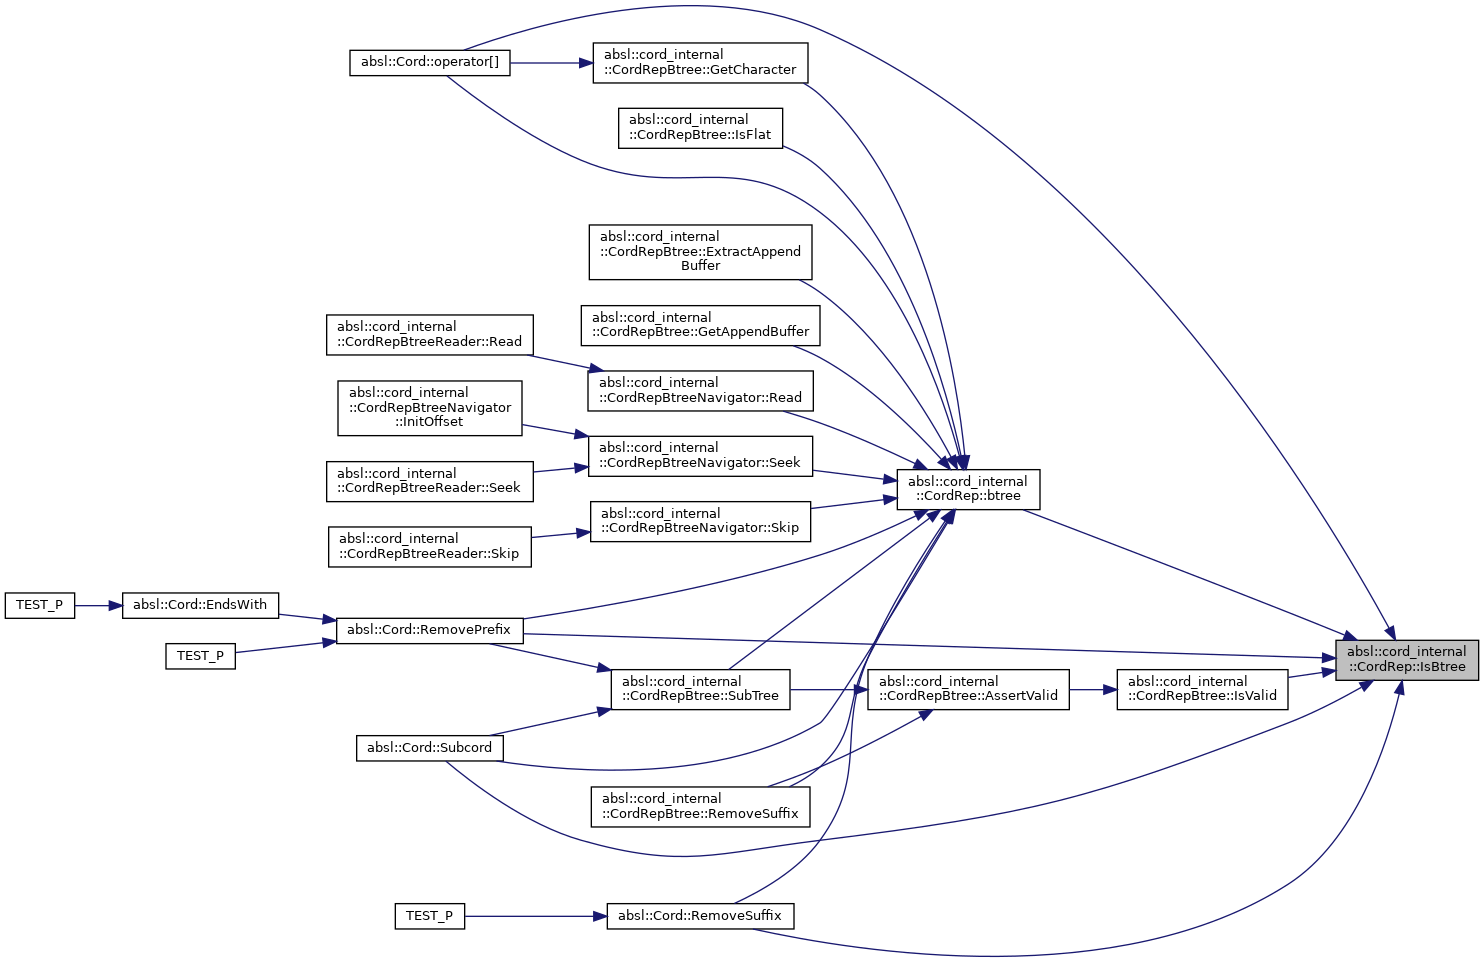 absl::Cord::operator[]
absl::cord_internal
::CordRepBtree::GetCharacter
absl::cord_internal
::CordRepBtree::IsFlat
absl::cord_internal
::CordRepBtree::ExtractAppend
Buffer
absl::cord_internal
::CordRepBtree::GetAppendBuffer
absl::cord_internal
::CordRepBtreeReader::Read
absl::cord_internal
::CordRepBtreeNavigator::Read
absl::cord_internal
::CordRepBtreeNavigator
::InitOffset
absl::cord_internal
::CordRepBtreeNavigator::Seek
absl::cord_internal
::CordRepBtreeReader::Seek
absl::cord_internal
::CordRep::btree
absl::cord_internal
::CordRepBtreeNavigator::Skip
absl::cord_internal
::CordRepBtreeReader::Skip
TEST_P
absl::Cord::EndsWith
absl::Cord::RemovePrefix
TEST_P
absl::cord_internal
::CordRep::IsBtree
absl::cord_internal
::CordRepBtree::SubTree
absl::cord_internal
::CordRepBtree::AssertValid
absl::cord_internal
::CordRepBtree::IsValid
absl::Cord::Subcord
absl::cord_internal
::CordRepBtree::RemoveSuffix
TEST_P
absl::Cord::RemoveSuffix